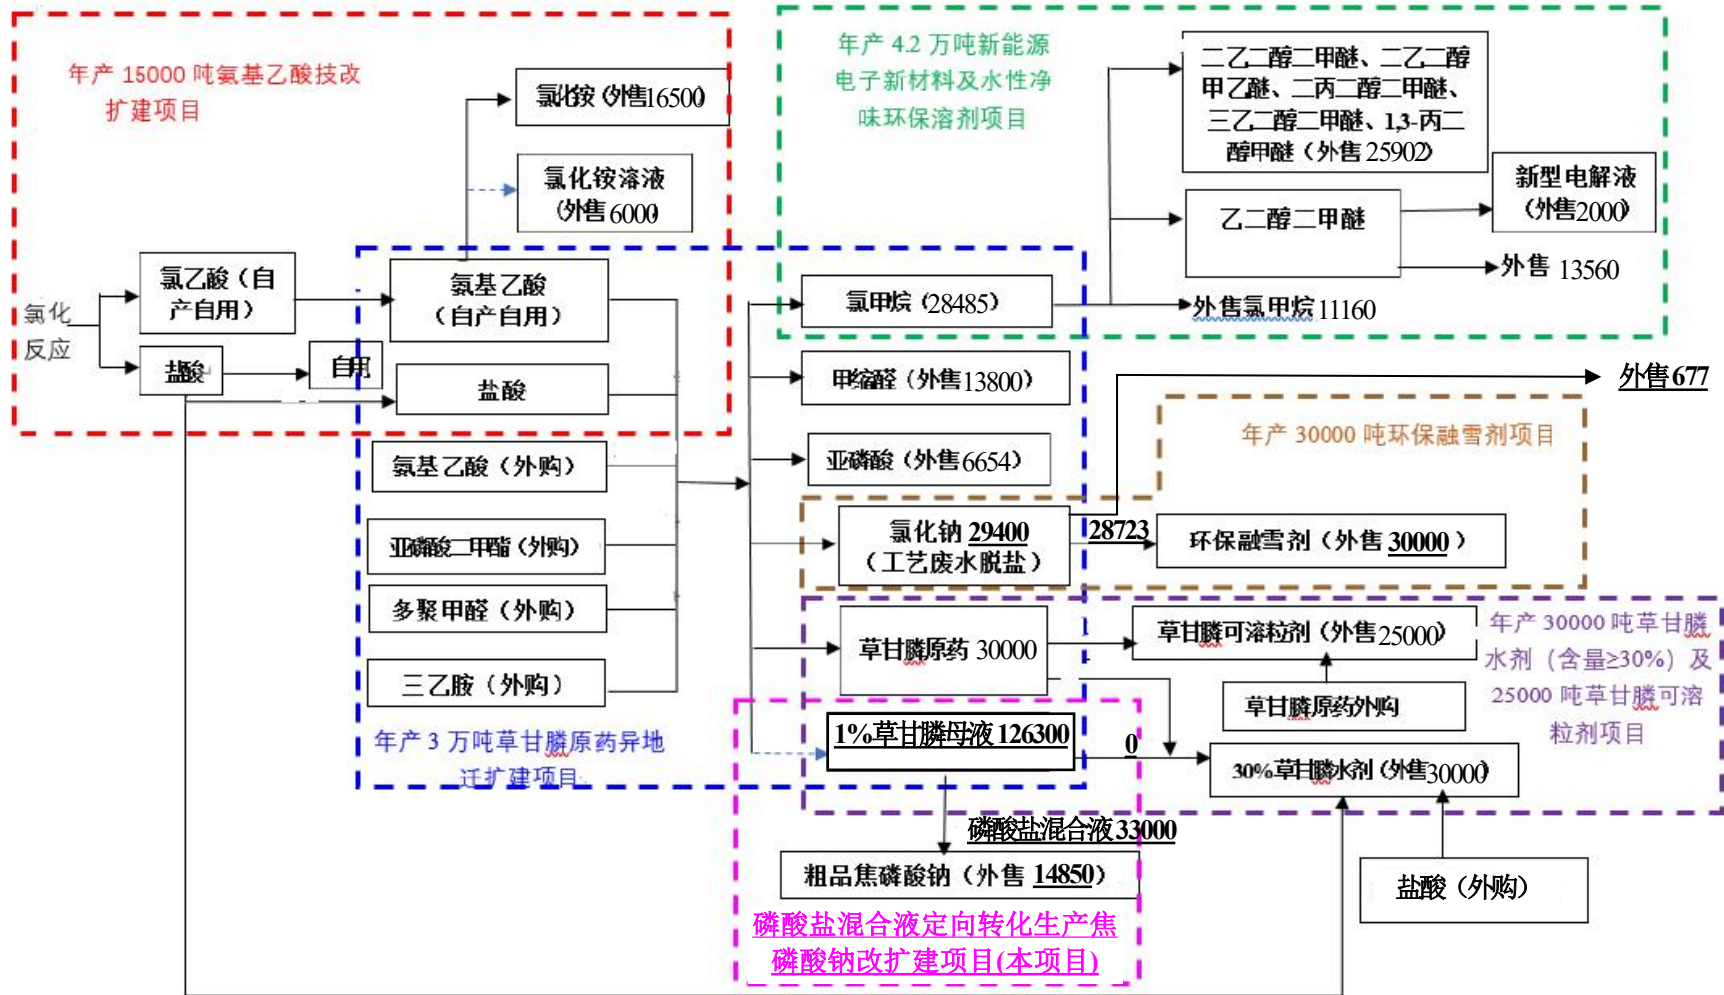 年产 15000 吨氨基乙酸技改
扩建项目
氯化铵（外售16500）
氯化铵溶液
（外售6000）
氯化
反应
氯乙酸（自
产自用）
盐酸
自用
氨基乙酸
（自产自用）
盐酸
氨基乙酸（外购）
亚磷酸二甲酯（外购）
多聚甲醛（外购）
三乙胺（外购）
年产 3 万吨草甘膦原药异地
迁扩建项目
年产 4.2 万吨新能源
电子新材料及水性净
味环保溶剂项目
二乙二醇二甲醚、二乙二醇
甲乙醚、二丙二醇二甲醚、
三乙二醇二甲醚、1,3-丙二
醇甲醚（外售 25902）
乙二醇二甲醚
新型电解液
（外售2000）
外售 13560
氯甲烷（28485）
外售氯甲烷 11160
甲缩醛（外售13800）
外售 677
亚磷酸（外售6654）
年产 30000 吨环保融雪剂项目
氯化钠 29400
（工艺废水脱盐）
28723
环保融雪剂（外售 30000 ）
草甘膦原药 30000
草甘膦可溶粒剂（外售25000）
草甘膦原药外购
年产 30000 吨草甘膦
水剂（含量≥30%）及
25000 吨草甘膦可溶
粒剂项目
1%草甘膦母液 126300
0
30%草甘膦水剂（外售30000）
磷酸盐混合液 33000
粗品焦磷酸钠（外售 14850）
盐酸（外购）
磷酸盐混合液定向转化生产焦
磷酸钠改扩建项目(本项目)